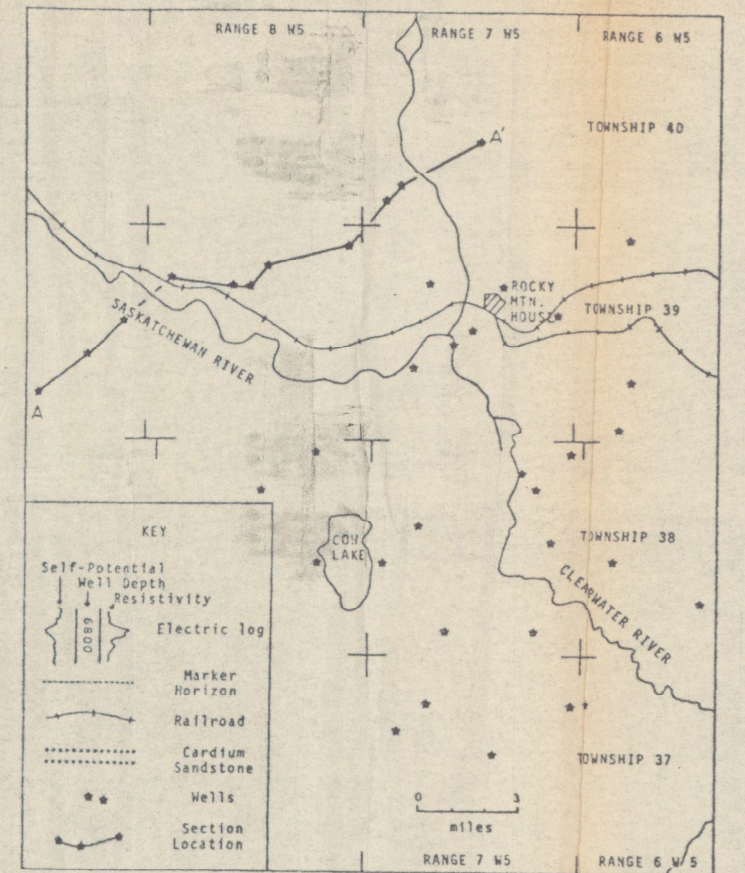 RANGE 8 W5
RANGE 7 W5
RANGE 6 W5
TOWNSHIP 40
A'
ROCKY
MTN.
HOUSE
TOWNSHIP 39
SASKATCHEWAN RIVER
A
COW
LAKE
TOWNSHIP 38
CLEARWATER RIVER
KEY
Self-Potential
Well Depth
Resistivity
0089
Electric log
Marker
Horizon
Railroad
Cardium
Sandstone
Wells
Section
Location
0 3
miles
TOWNSHIP 37
RANGE 7 W5
RANGE 6 W5